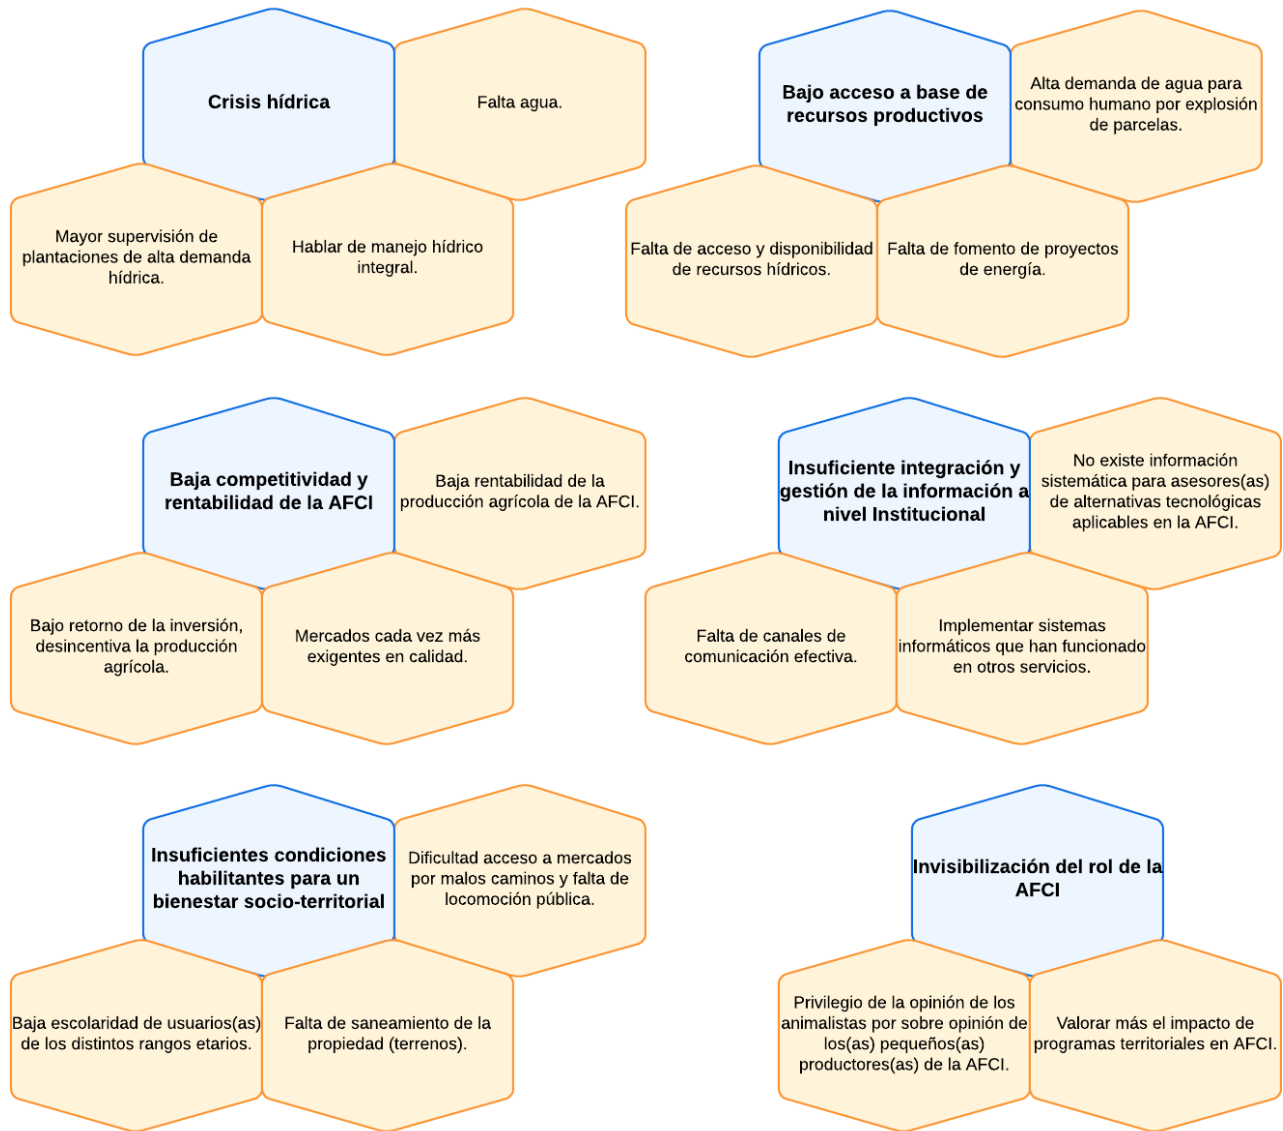 Crisis hídrica
Falta agua.
Mayor supervisión de
plantaciones de alta demanda
hídrica.
Hablar de manejo hídrico
integral.
Bajo acceso a base de
recursos productivos
Alta demanda de agua para
consumo humano por explosión
de parcelas.
Falta de acceso y disponibilidad
de recursos hídricos.
Falta de fomento de proyectos
de energía.
Baja competitividad y
rentabilidad de la AFCI
Baja rentabilidad de la
producción agrícola de la AFCI.
Bajo retorno de la inversión,
desincentiva la producción
agrícola.
Mercados cada vez más
exigentes en calidad.
Insuficiente integración y
gestión de la información a
nivel Institucional
No existe información
sistemática para asesores(as)
de alternativas tecnológicas
aplicables en la AFCI.
Falta de canales de
comunicación efectiva.
Implementar sistemas
informáticos que han funcionado
en otros servicios.
Insuficientes condiciones
habilitantes para un
bienestar socio-territorial
Dificultad acceso a mercados
por malos caminos y falta de
locomoción pública.
Baja escolaridad de usuarios(as)
de los distintos rangos etarios.
Falta de saneamiento de la
propiedad (terrenos).
Invisibilización del rol de la
AFCI
Privilegio de la opinión de los
animalistas por sobre opinión de
los(as) pequeños(as)
productores(as) de la AFCI.
Valorar más el impacto de
programas territoriales en AFCI.